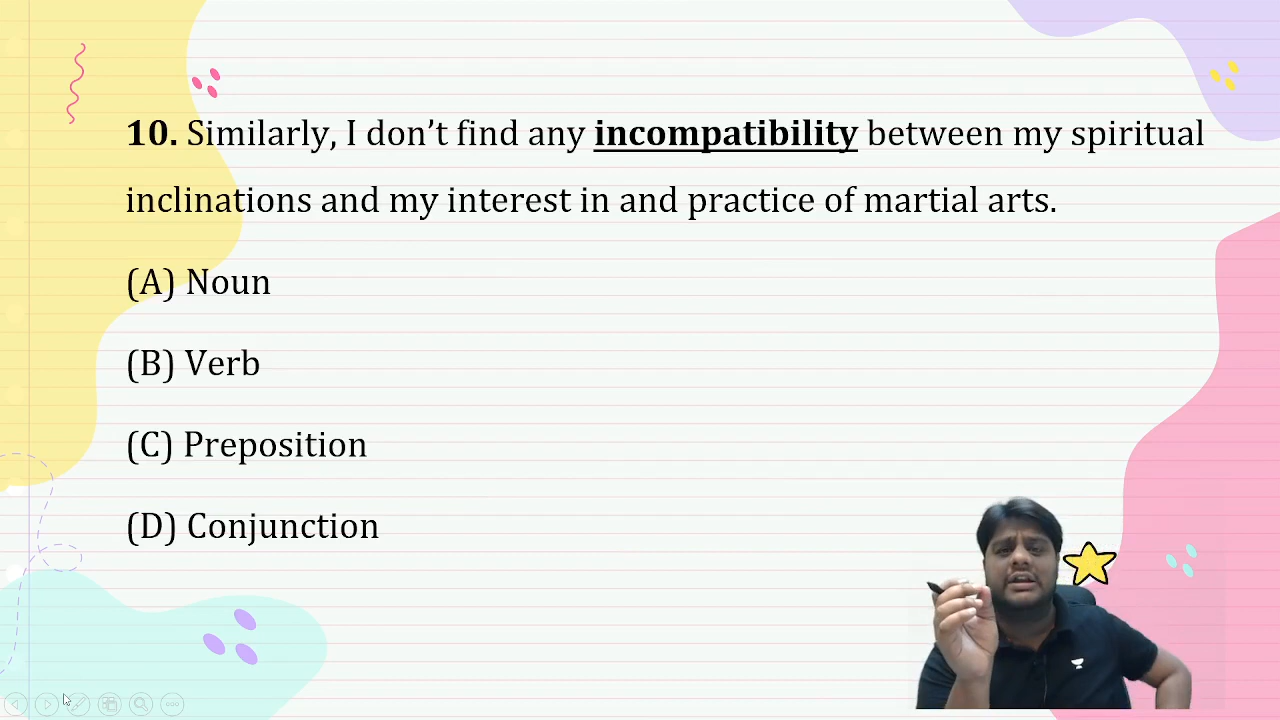 10. Similarly, I don’t find any incompatibility between my spiritual
inclinations and my interest in and practice of martial arts.
(A) Noun
(B) Verb
(C) Preposition
(D) Conjunction